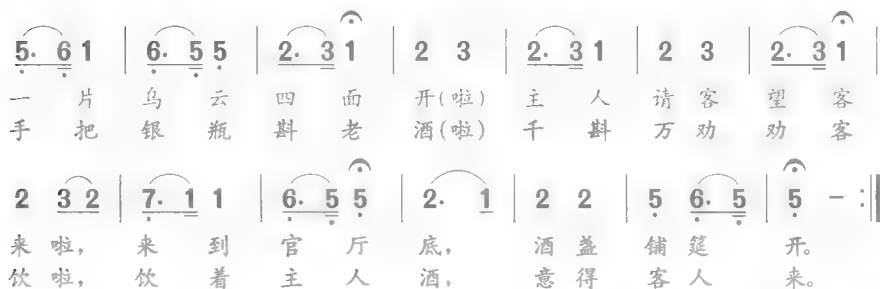 5· 6 1 | 6· 5 5 | 2· 3 1 | 2 3 | 2· 3 1 | 2 3 | 2· 3 1 |
一 片 乌 云 四 面 开(啦) 主 人 请 客 望 客
手 把 银 瓶 斟 老 酒(啦) 千 斟 万 劝 劝 客
2 3 2 | 7· 1 1 | 6· 5 5 | 2· 1 | 2 2 | 5 6· 5 | 5 – :‖
来 啦, 来 到 官 厅 底, 酒 盏 铺 筵 开。
饮 啦, 饮 着 主 人 酒, 意 得 客 人 来。